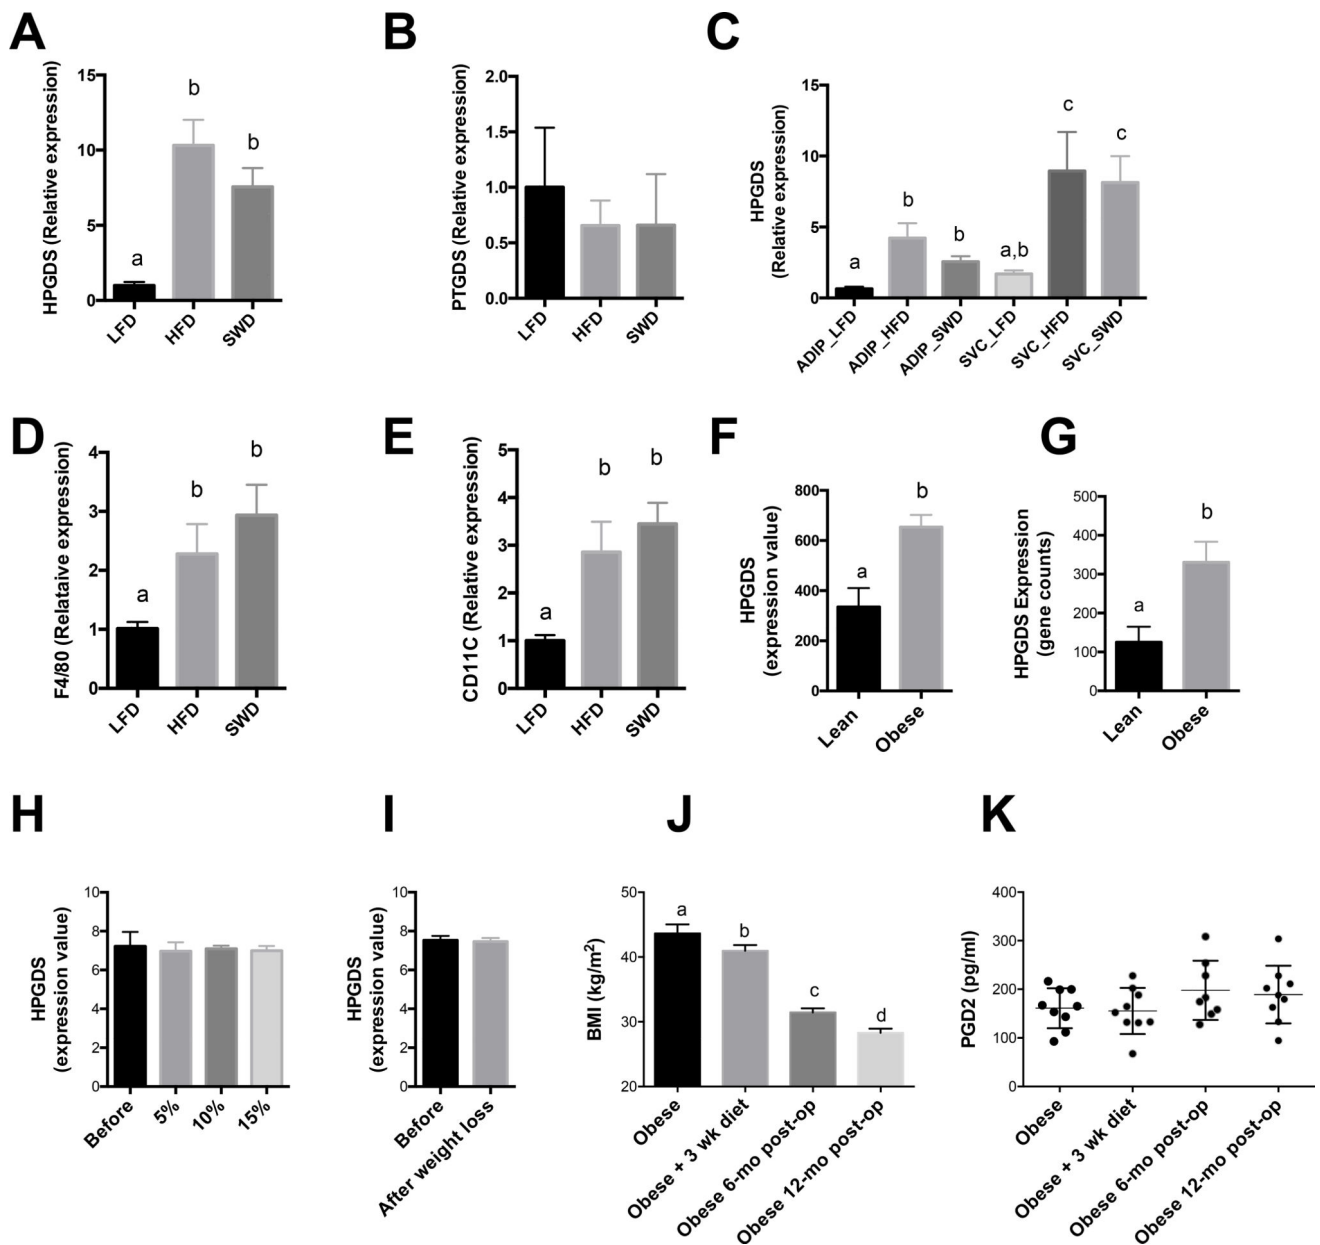 A
HPGDS (Relative expression)
15
10
5
0
a
b
b
LFD
HFD
SWD
B
PTGDS (Relative expression)
2.0
1.5
1.0
0.5
0.0
LFD
HFD
SWD
C
HPGDS
(Relative expression)
15
10
5
0
a
b
b
a,b
c
c
ADIP_LFD
ADIP_HFD
ADIP_SWD
SVC_LFD
SVC_HFD
SVC_SWD
D
F4/80 (Relataive expression)
4
3
2
1
0
a
b
b
LFD
HFD
SWD
E
CD11C (Relative expression)
5
4
3
2
1
0
a
b
b
LFD
HFD
SWD
F
HPGDS
(expression value)
800
600
400
200
0
a
b
Lean
Obese
G
HPGDS Expression
(gene counts)
500
400
300
200
100
0
a
b
Lean
Obese
H
HPGDS
(expression value)
10
8
6
4
2
0
Before
5%
10%
15%
I
HPGDS
(expression value)
10
8
6
4
2
0
Before
After weight loss
J
BMI (kg/m²)
50
40
30
20
a
b
c
d
Obese
Obese + 3 wk diet
Obese 6-mo post-op
Obese 12-mo post-op
K
PGD2 (pg/ml)
400
300
200
100
0
Obese
Obese + 3 wk diet
Obese 6-mo post-op
Obese 12-mo post-op